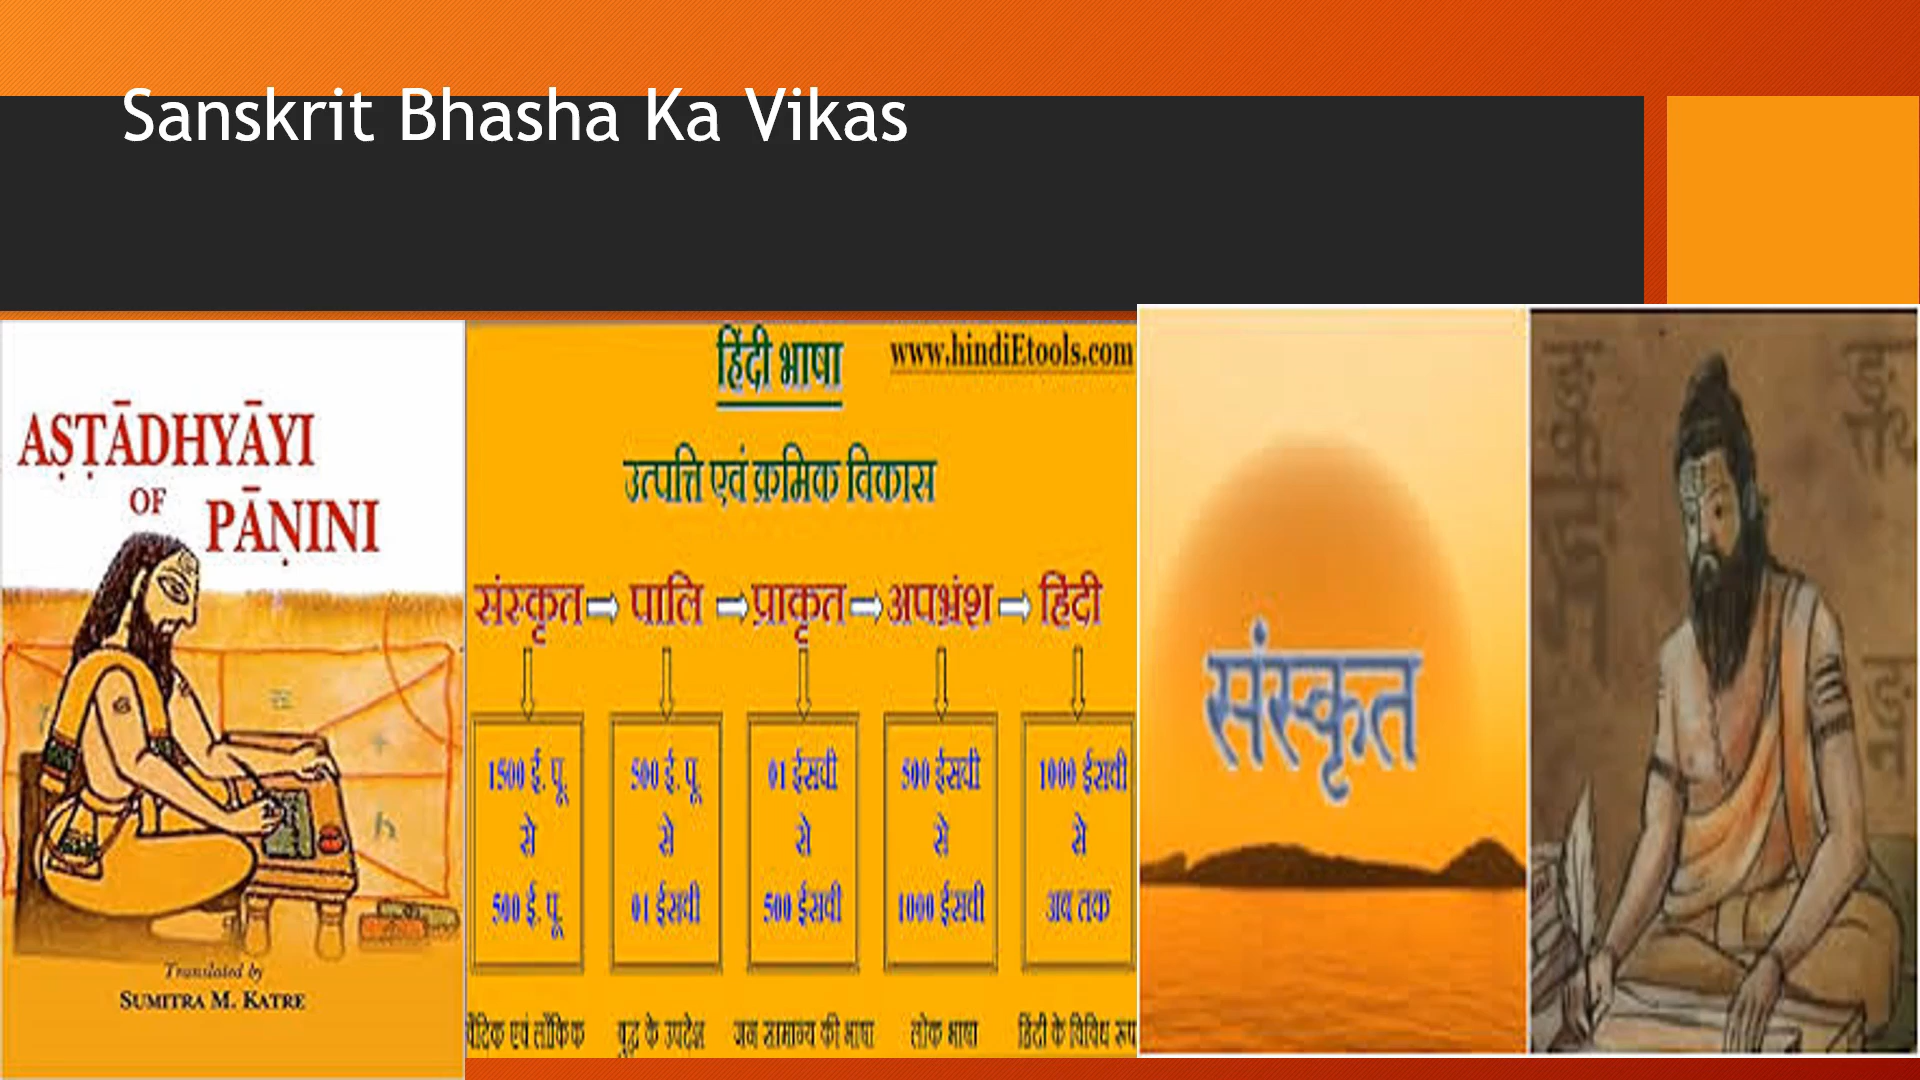 Sanskrit Bhasha Ka Vikas
AṢṬĀDHYĀYI
OF
PĀṆINI
Translated by
SUMITRA M. KATRE
हिंदी भाषा
www.hindiEtools.com
उत्पत्ति एवं क्रमिक विकास
संस्कृत पालि प्राकृत अपभ्रंश हिंदी
1500 ई. पू. 500 ई. पू. 01 ईसवी 500 ईसवी 1000 ईसवी
से से से से से
500 ई. पू. 01 ईसवी 500 ईसवी 1000 ईसवी अब तक
वैदिक एवं लौकिक बुद्ध के उपदेश जन सामान्य की भाषा लोक भाषा हिंदी के विविध रूप
संस्कृत